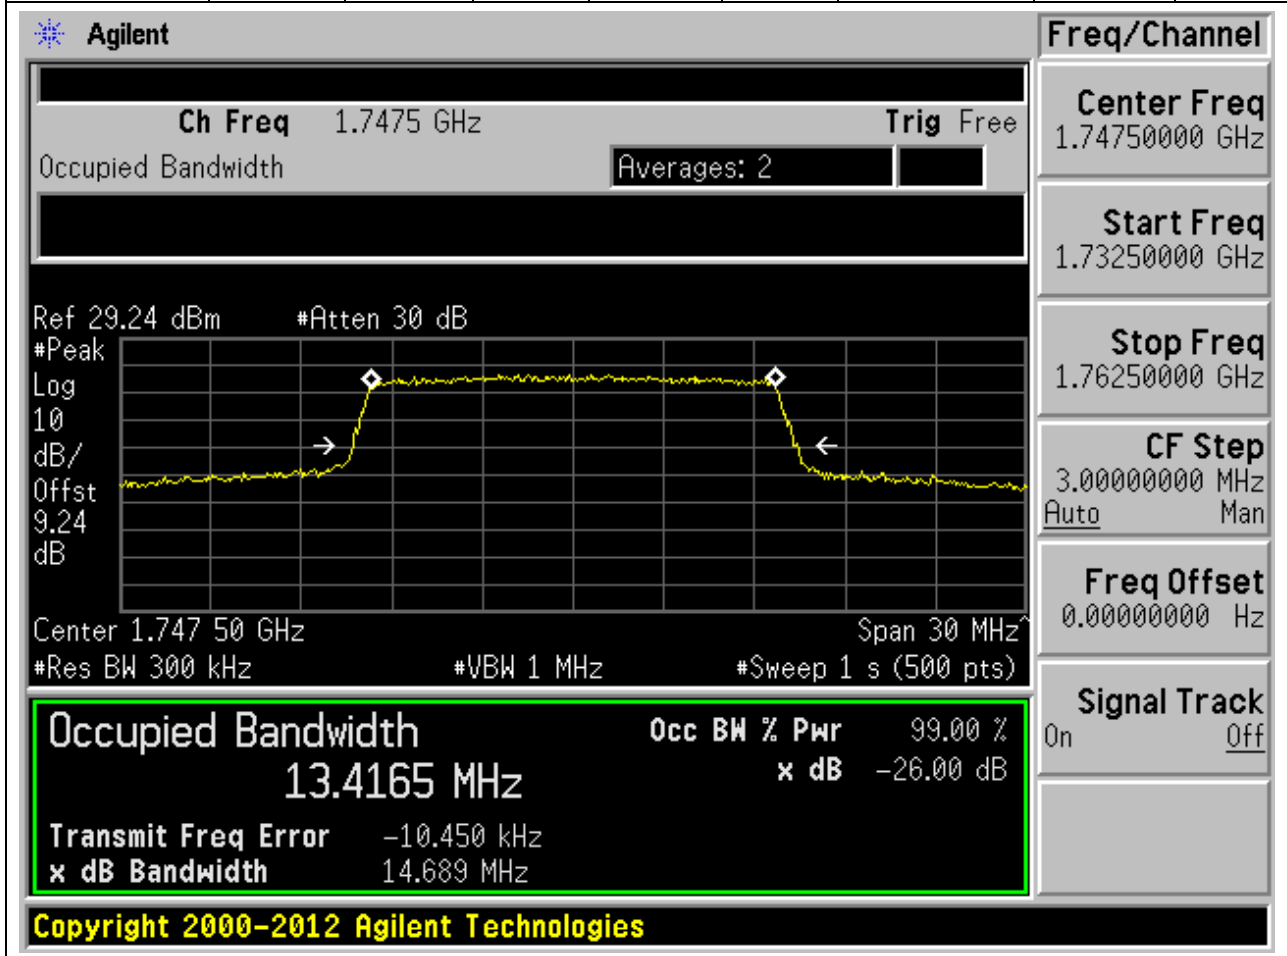 Agilent
Freq/Channel
Ch Freq 1.7475 GHz Trig Free
Occupied Bandwidth Averages: 2
Center Freq
1.74750000 GHz
Start Freq
1.73250000 GHz
Stop Freq
1.76250000 GHz
CF Step
3.00000000 MHz
Auto Man
Freq Offset
0.00000000 Hz
Signal Track
On Off
Ref 29.24 dBm #Atten 30 dB
#Peak
Log
10
dB/
Offst
9.24
dB
Center 1.747 50 GHz Span 30 MHz^
#Res BW 300 kHz #VBW 1 MHz #Sweep 1 s (500 pts)
Occupied Bandwidth Occ BW % Pwr 99.00 %
13.4165 MHz x dB -26.00 dB
Transmit Freq Error -10.450 kHz
x dB Bandwidth 14.689 MHz
Copyright 2000-2012 Agilent Technologies